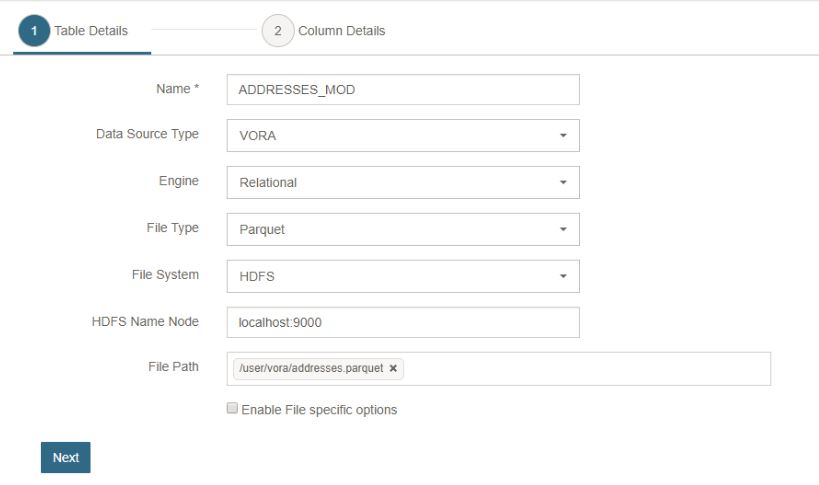 1 Table Details 2 Column Details
Name * ADDRESSES_MOD
Data Source Type VORA
Engine Relational
File Type Parquet
File System HDFS
HDFS Name Node localhost:9000
File Path /user/vora/addresses.parquet ×
Enable File specific options
Next